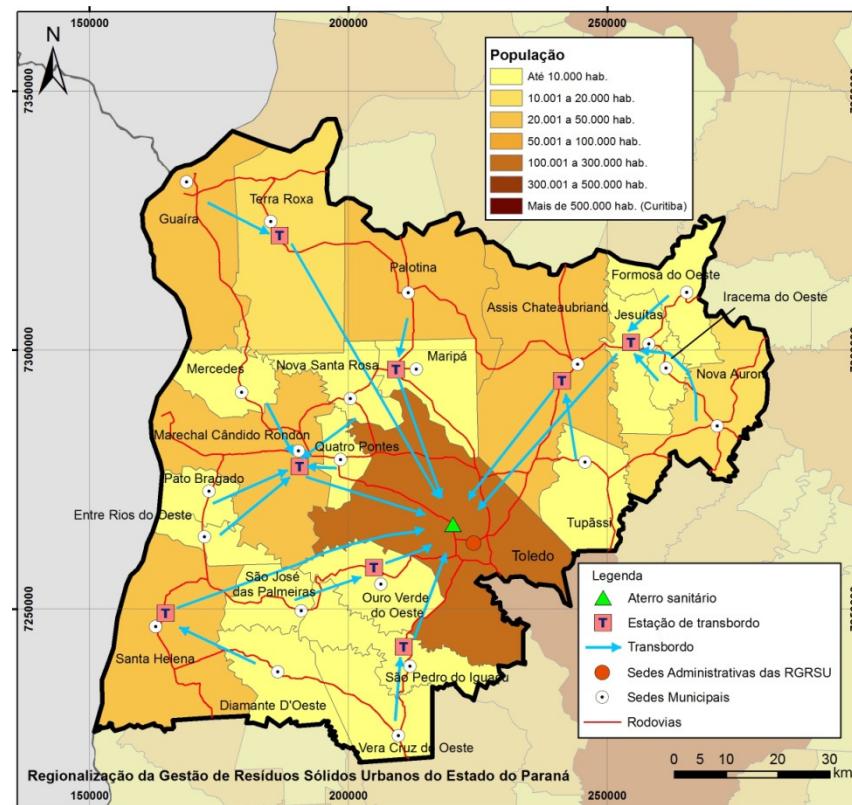 150000
200000
250000
N
7350000
7300000
7250000
População
Até 10.000 hab.
10.001 a 20.000 hab.
20.001 a 50.000 hab.
50.001 a 100.000 hab.
100.001 a 300.000 hab.
300.001 a 500.000 hab.
Mais de 500.000 hab. (Curitiba)
Guaíra
Terra Roxa
T
Palotina
Assis Chateaubriand
Formosa do Oeste
Iracema do Oeste
Jesuítas
T
Nova Aurora
Mercedes
Nova Santa Rosa
T
Maripá
T
Marechal Cândido Rondon
Quatro Pontes
T
Pato Bragado
Entre Rios do Oeste
Tupãssi
Toledo
São José
das Palmeiras
T
Ouro Verde
do Oeste
T
Santa Helena
T
São Pedro do Iguaçu
Diamante D'Oeste
Vera Cruz do Oeste
Legenda
Aterro sanitário
T
Estação de transbordo
Transbordo
Sedes Administrativas das RGRSU
Sedes Municipais
Rodovias
0 5 10 20 30
km
Regionalização da Gestão de Resíduos Sólidos Urbanos do Estado do Paraná
150000
200000
250000